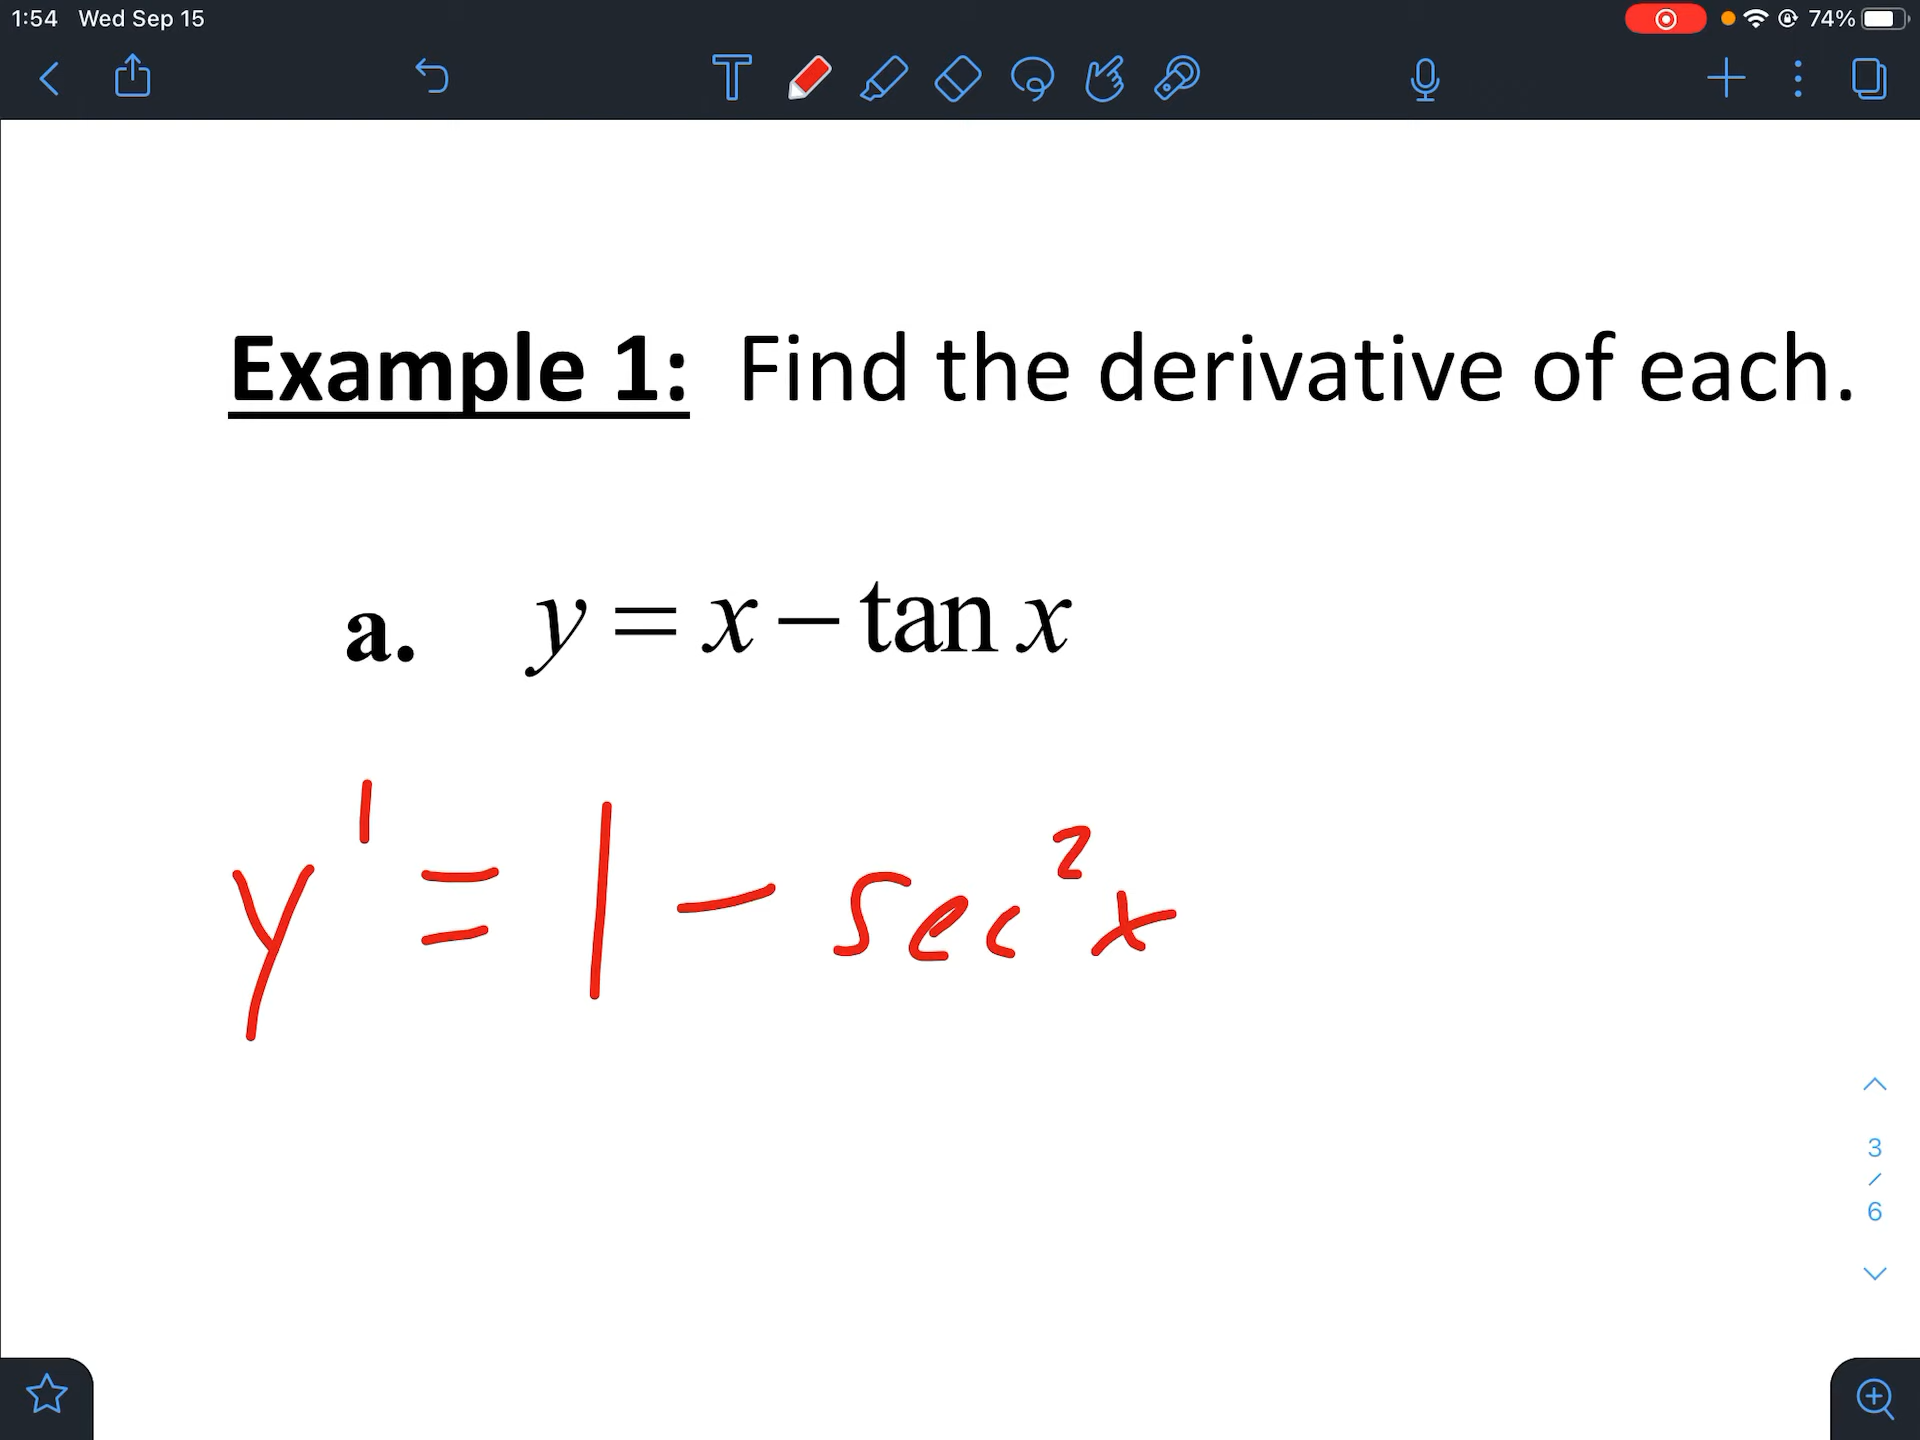 1:54 Wed Sep 15 74%
Example 1: Find the derivative of each.
a. y = x – tan x
y' = 1 – sec²x
3
/
6